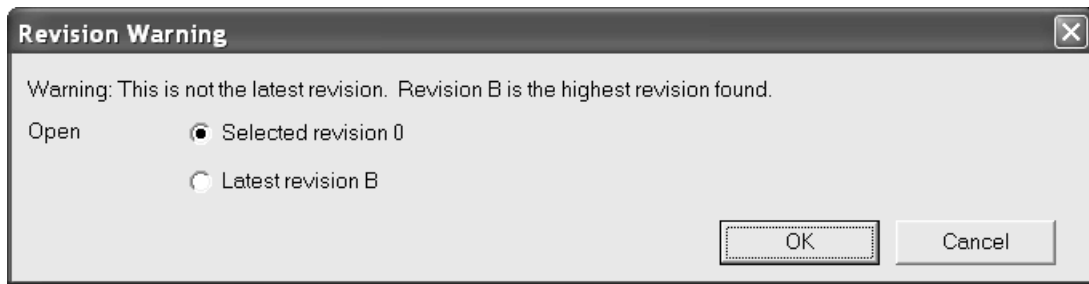 Revision Warning
Warning: This is not the latest revision. Revision B is the highest revision found.
Open Selected revision 0
Latest revision B
OK Cancel